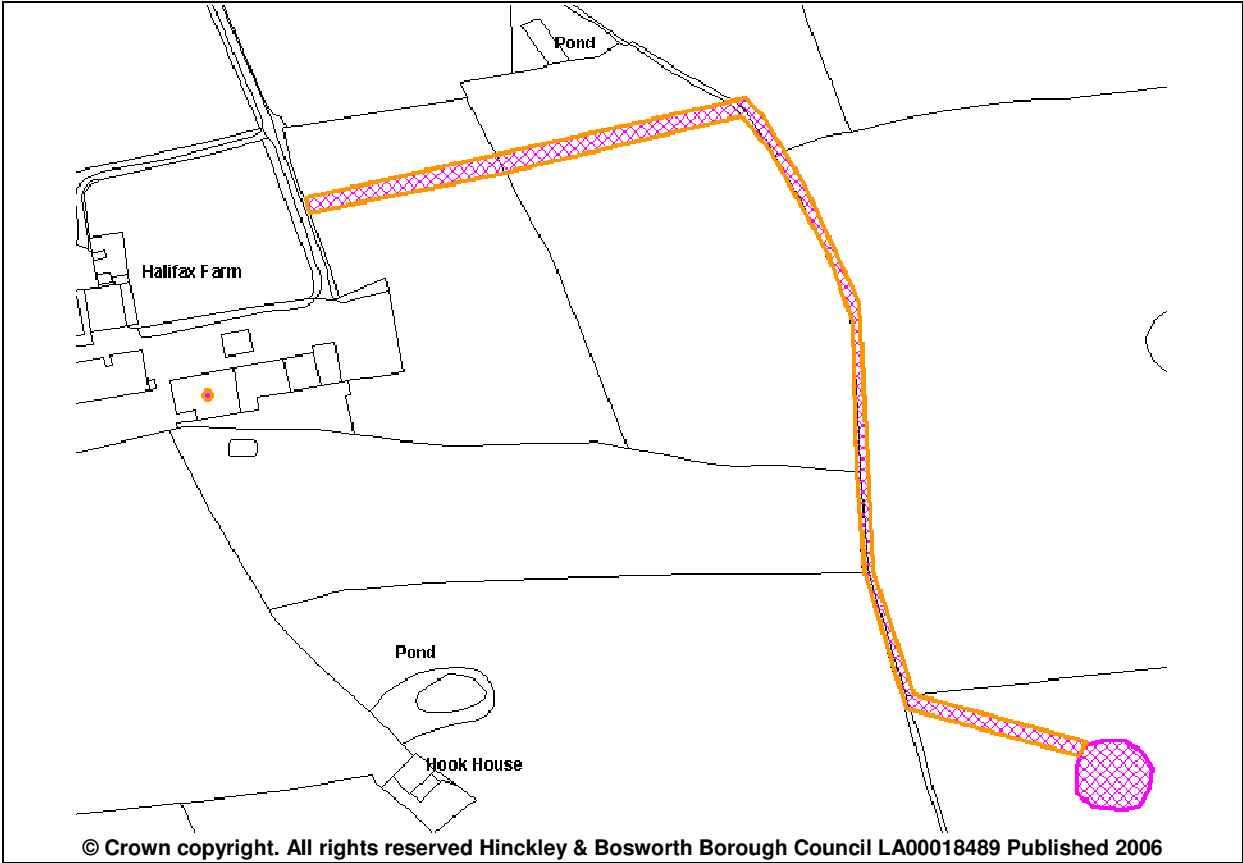 Pond
Halifax Farm
Pond
Hook House
© Crown copyright. All rights reserved Hinckley & Bosworth Borough Council LA00018489 Published 2006